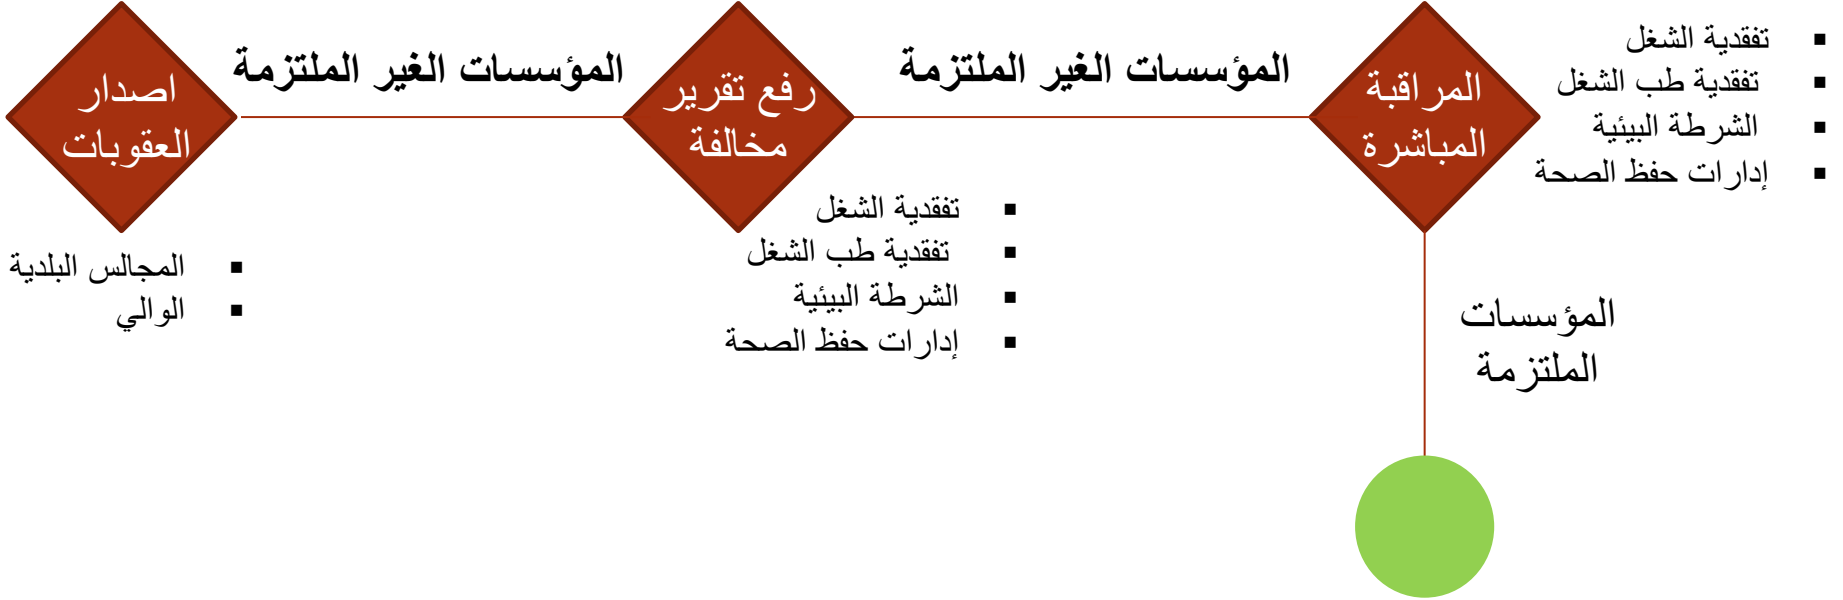 ▪ تفقدية الشغل
▪ تفقدية طب الشغل
▪ الشرطة البيئية
▪ إدارات حفظ الصحة
المراقبة
المباشرة
المؤسسات الغير الملتزمة
رفع تقرير
مخالفة
▪ تفقدية الشغل
▪ تفقدية طب الشغل
▪ الشرطة البيئية
▪ إدارات حفظ الصحة
المؤسسات الغير الملتزمة
اصدار
العقوبات
▪ المجالس البلدية
▪ الوالي
المؤسسات
الملتزمة